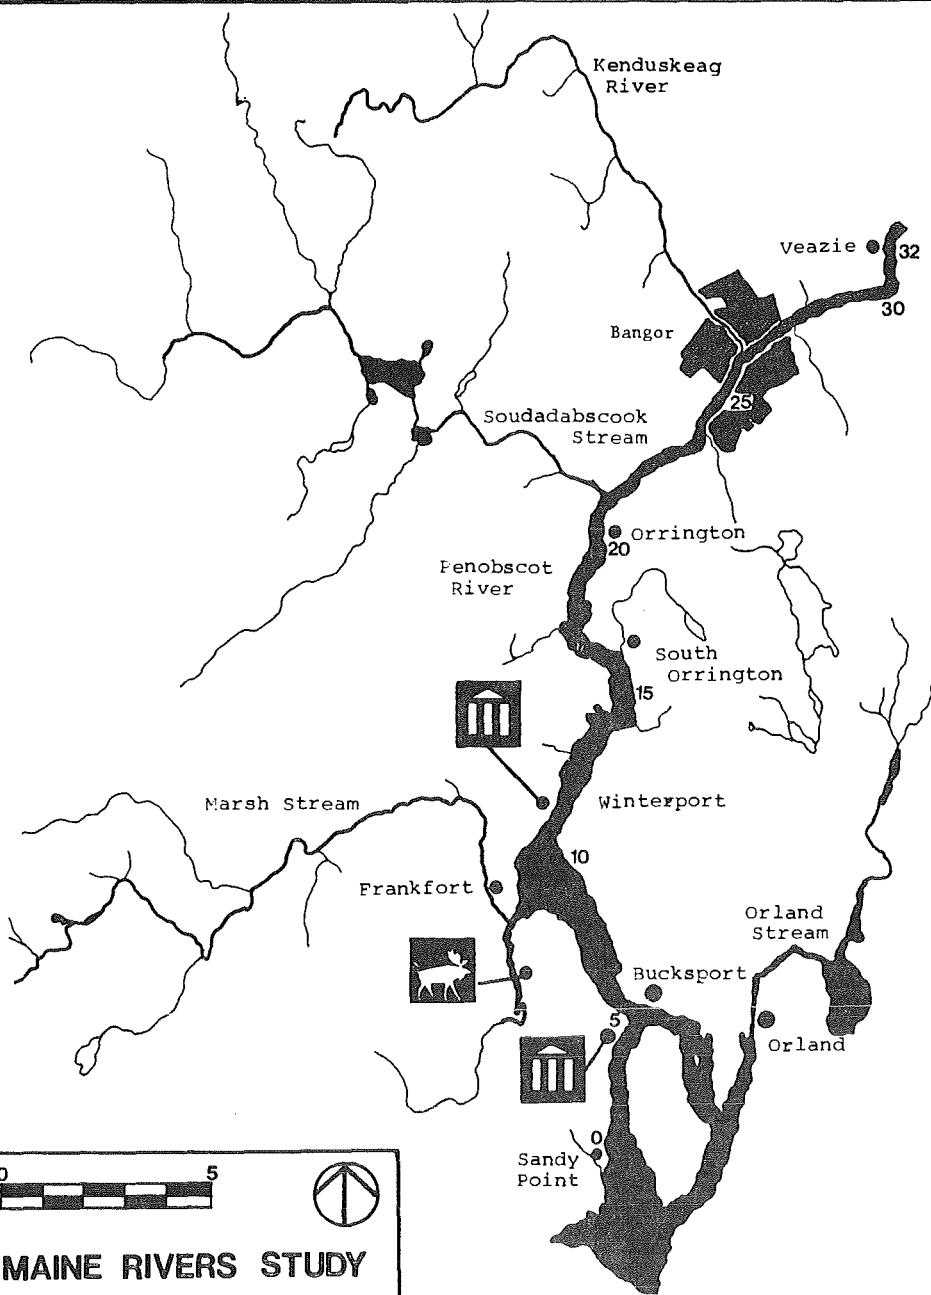 Kenduskeag
River
Veazie
32
30
Bangor
25
Soudadabscook
Stream
Orrington
20
Penobscot
River
South
Orrington
15
Marsh Stream
Winterport
10
Frankfort
Orland
Stream
Bucksport
5
Orland
0
Sandy
Point
0 5
MAINE RIVERS STUDY